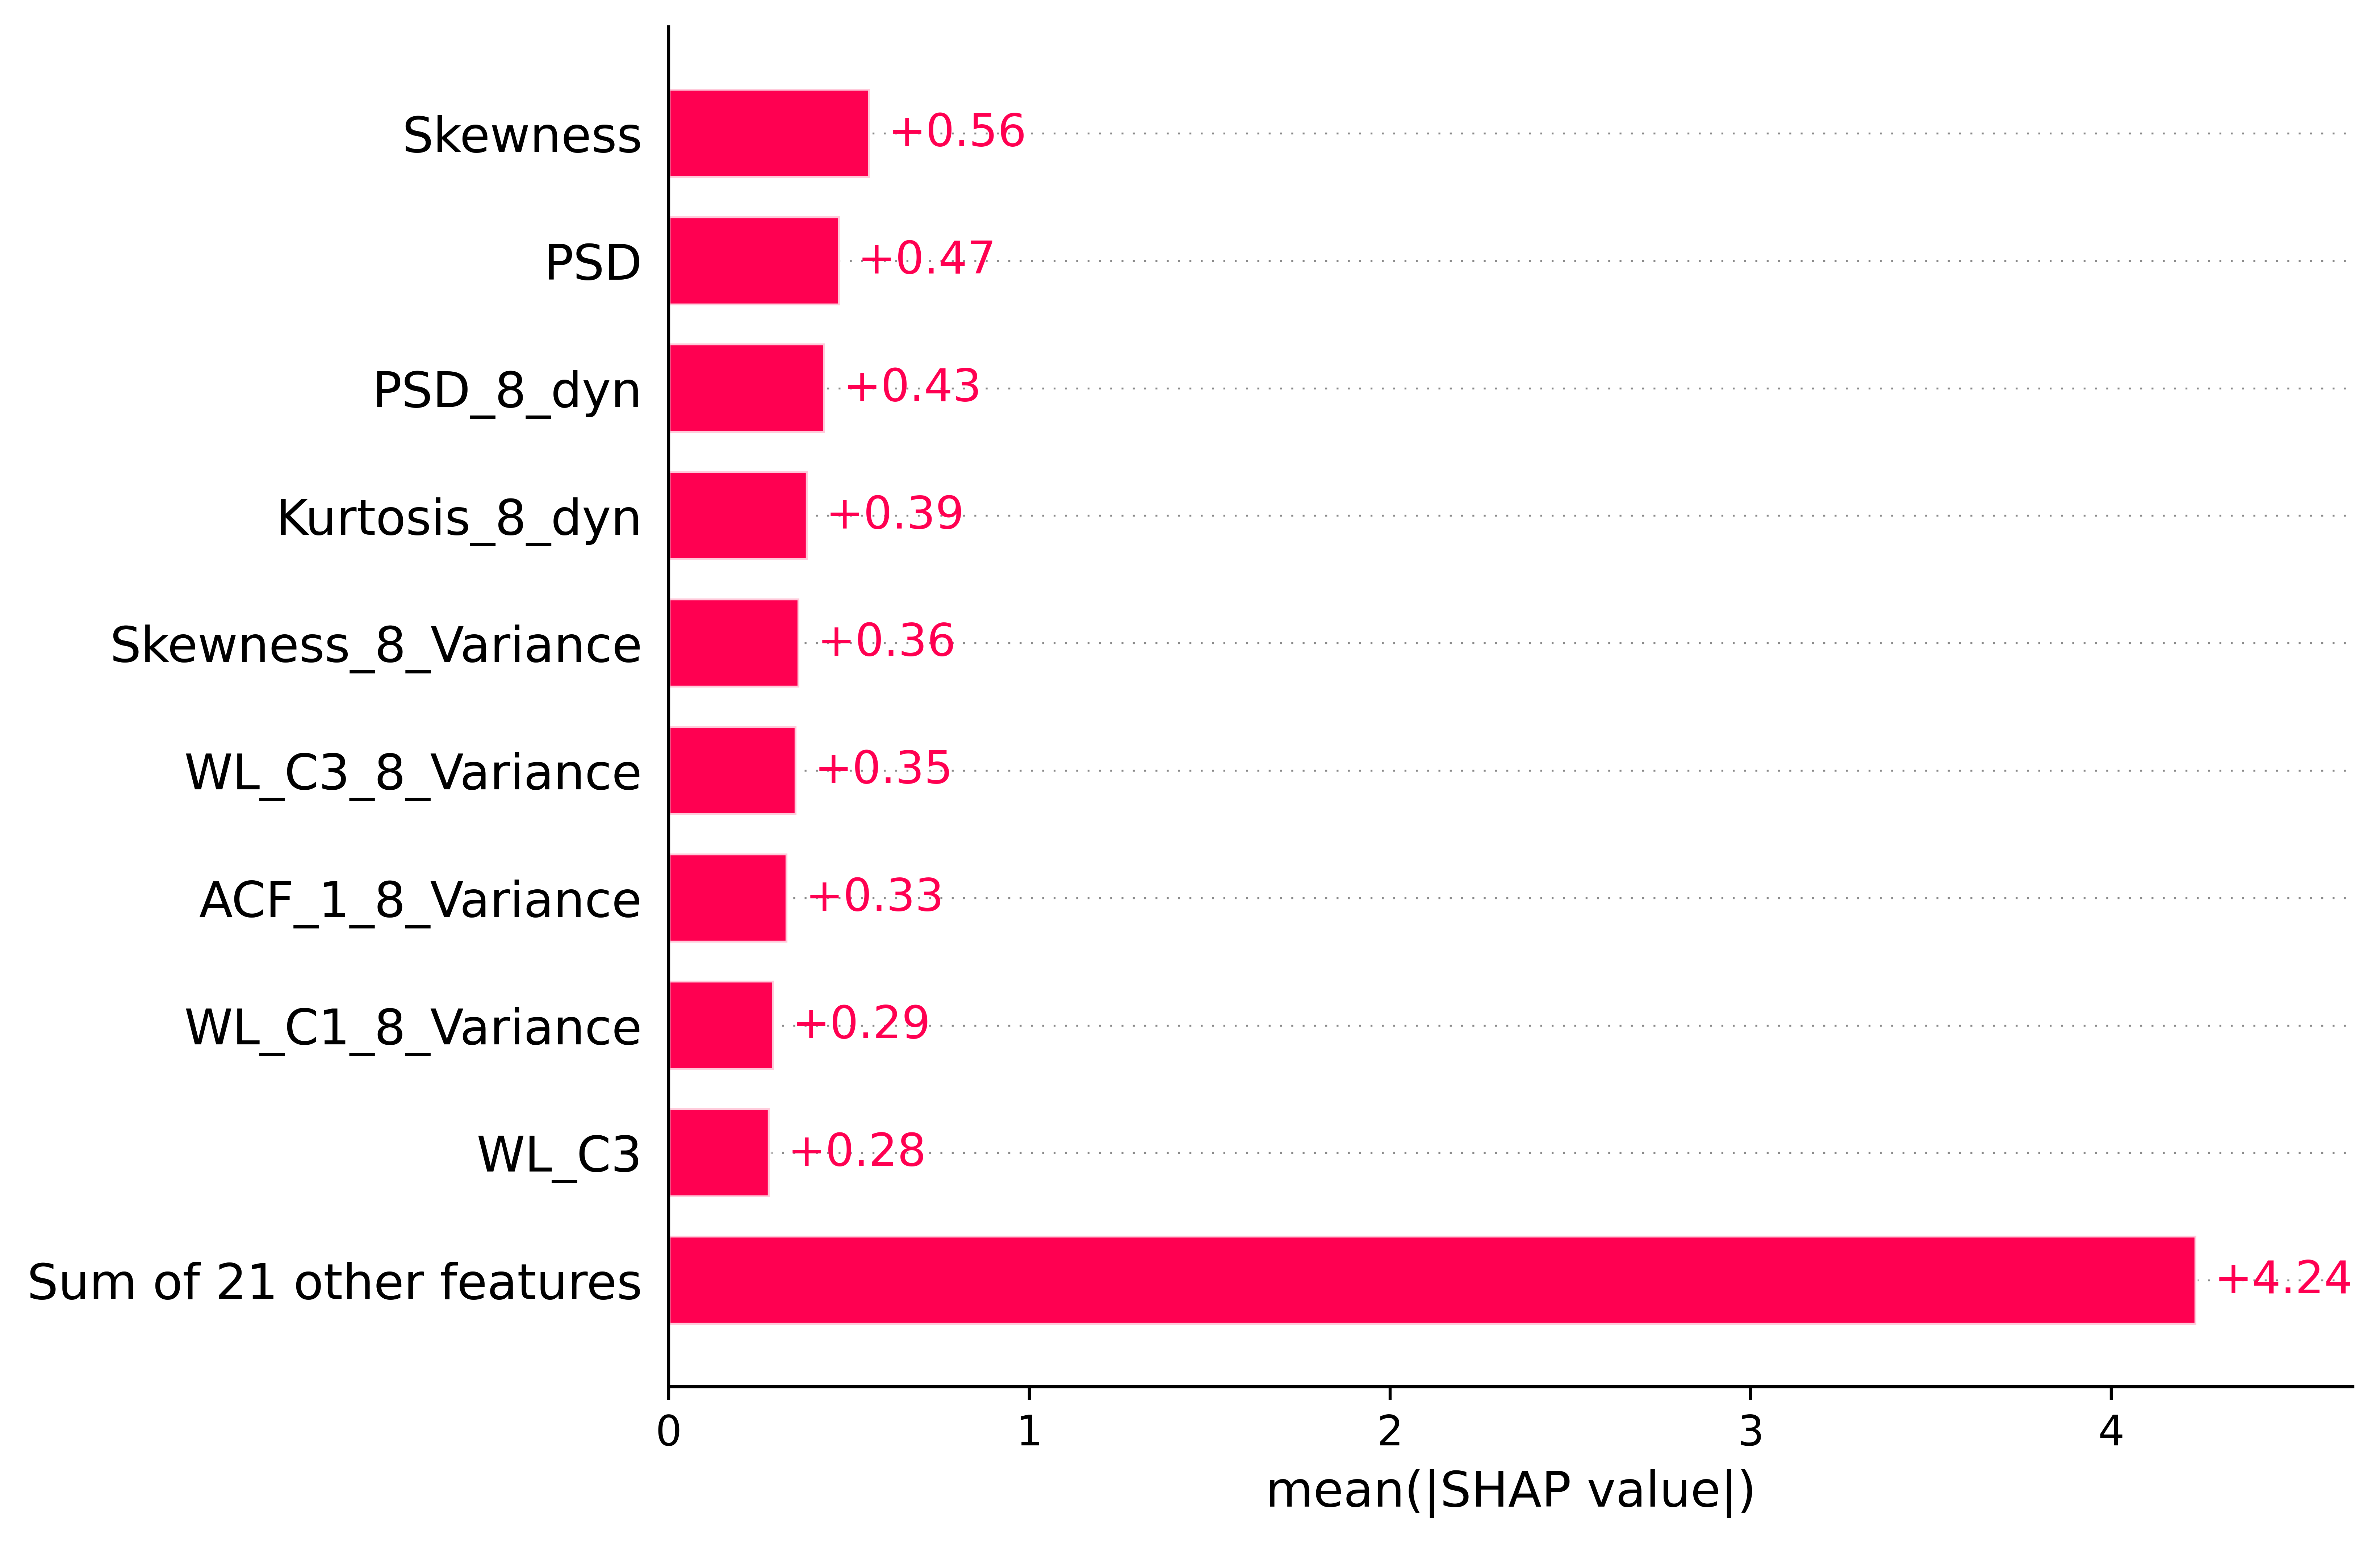 Skewness +0.56
PSD +0.47
PSD_8_dyn +0.43
Kurtosis_8_dyn +0.39
Skewness_8_Variance +0.36
WL_C3_8_Variance +0.35
ACF_1_8_Variance +0.33
WL_C1_8_Variance +0.29
WL_C3 +0.28
Sum of 21 other features +4.24
0 1 2 3 4
mean(|SHAP value|)